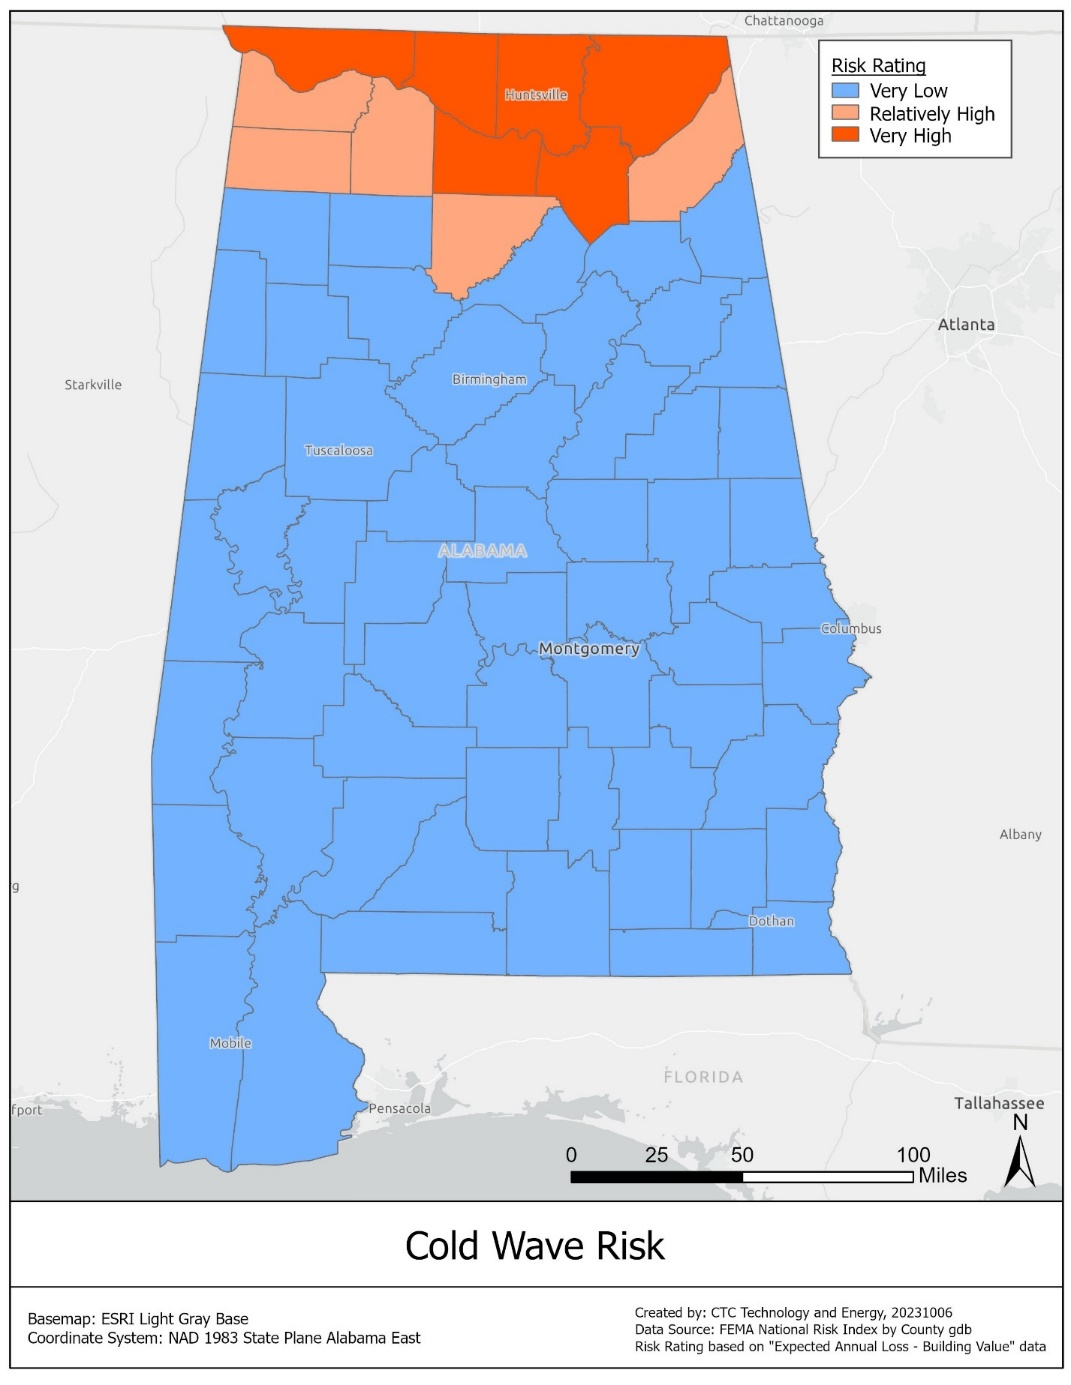 Chattanooga
Risk Rating
Very Low
Relatively High
Very High
Huntsville
Atlanta
Starkville
Birmingham
Tuscaloosa
ALABAMA
Columbus
Montgomery
Albany
g
Dothan
Mobile
FLORIDA
Tallahassee
fport
Pensacola
N
0 25 50 100
Miles
Cold Wave Risk
Basemap: ESRI Light Gray Base
Coordinate System: NAD 1983 State Plane Alabama East
Created by: CTC Technology and Energy, 20231006
Data Source: FEMA National Risk Index by County gdb
Risk Rating based on "Expected Annual Loss - Building Value" data